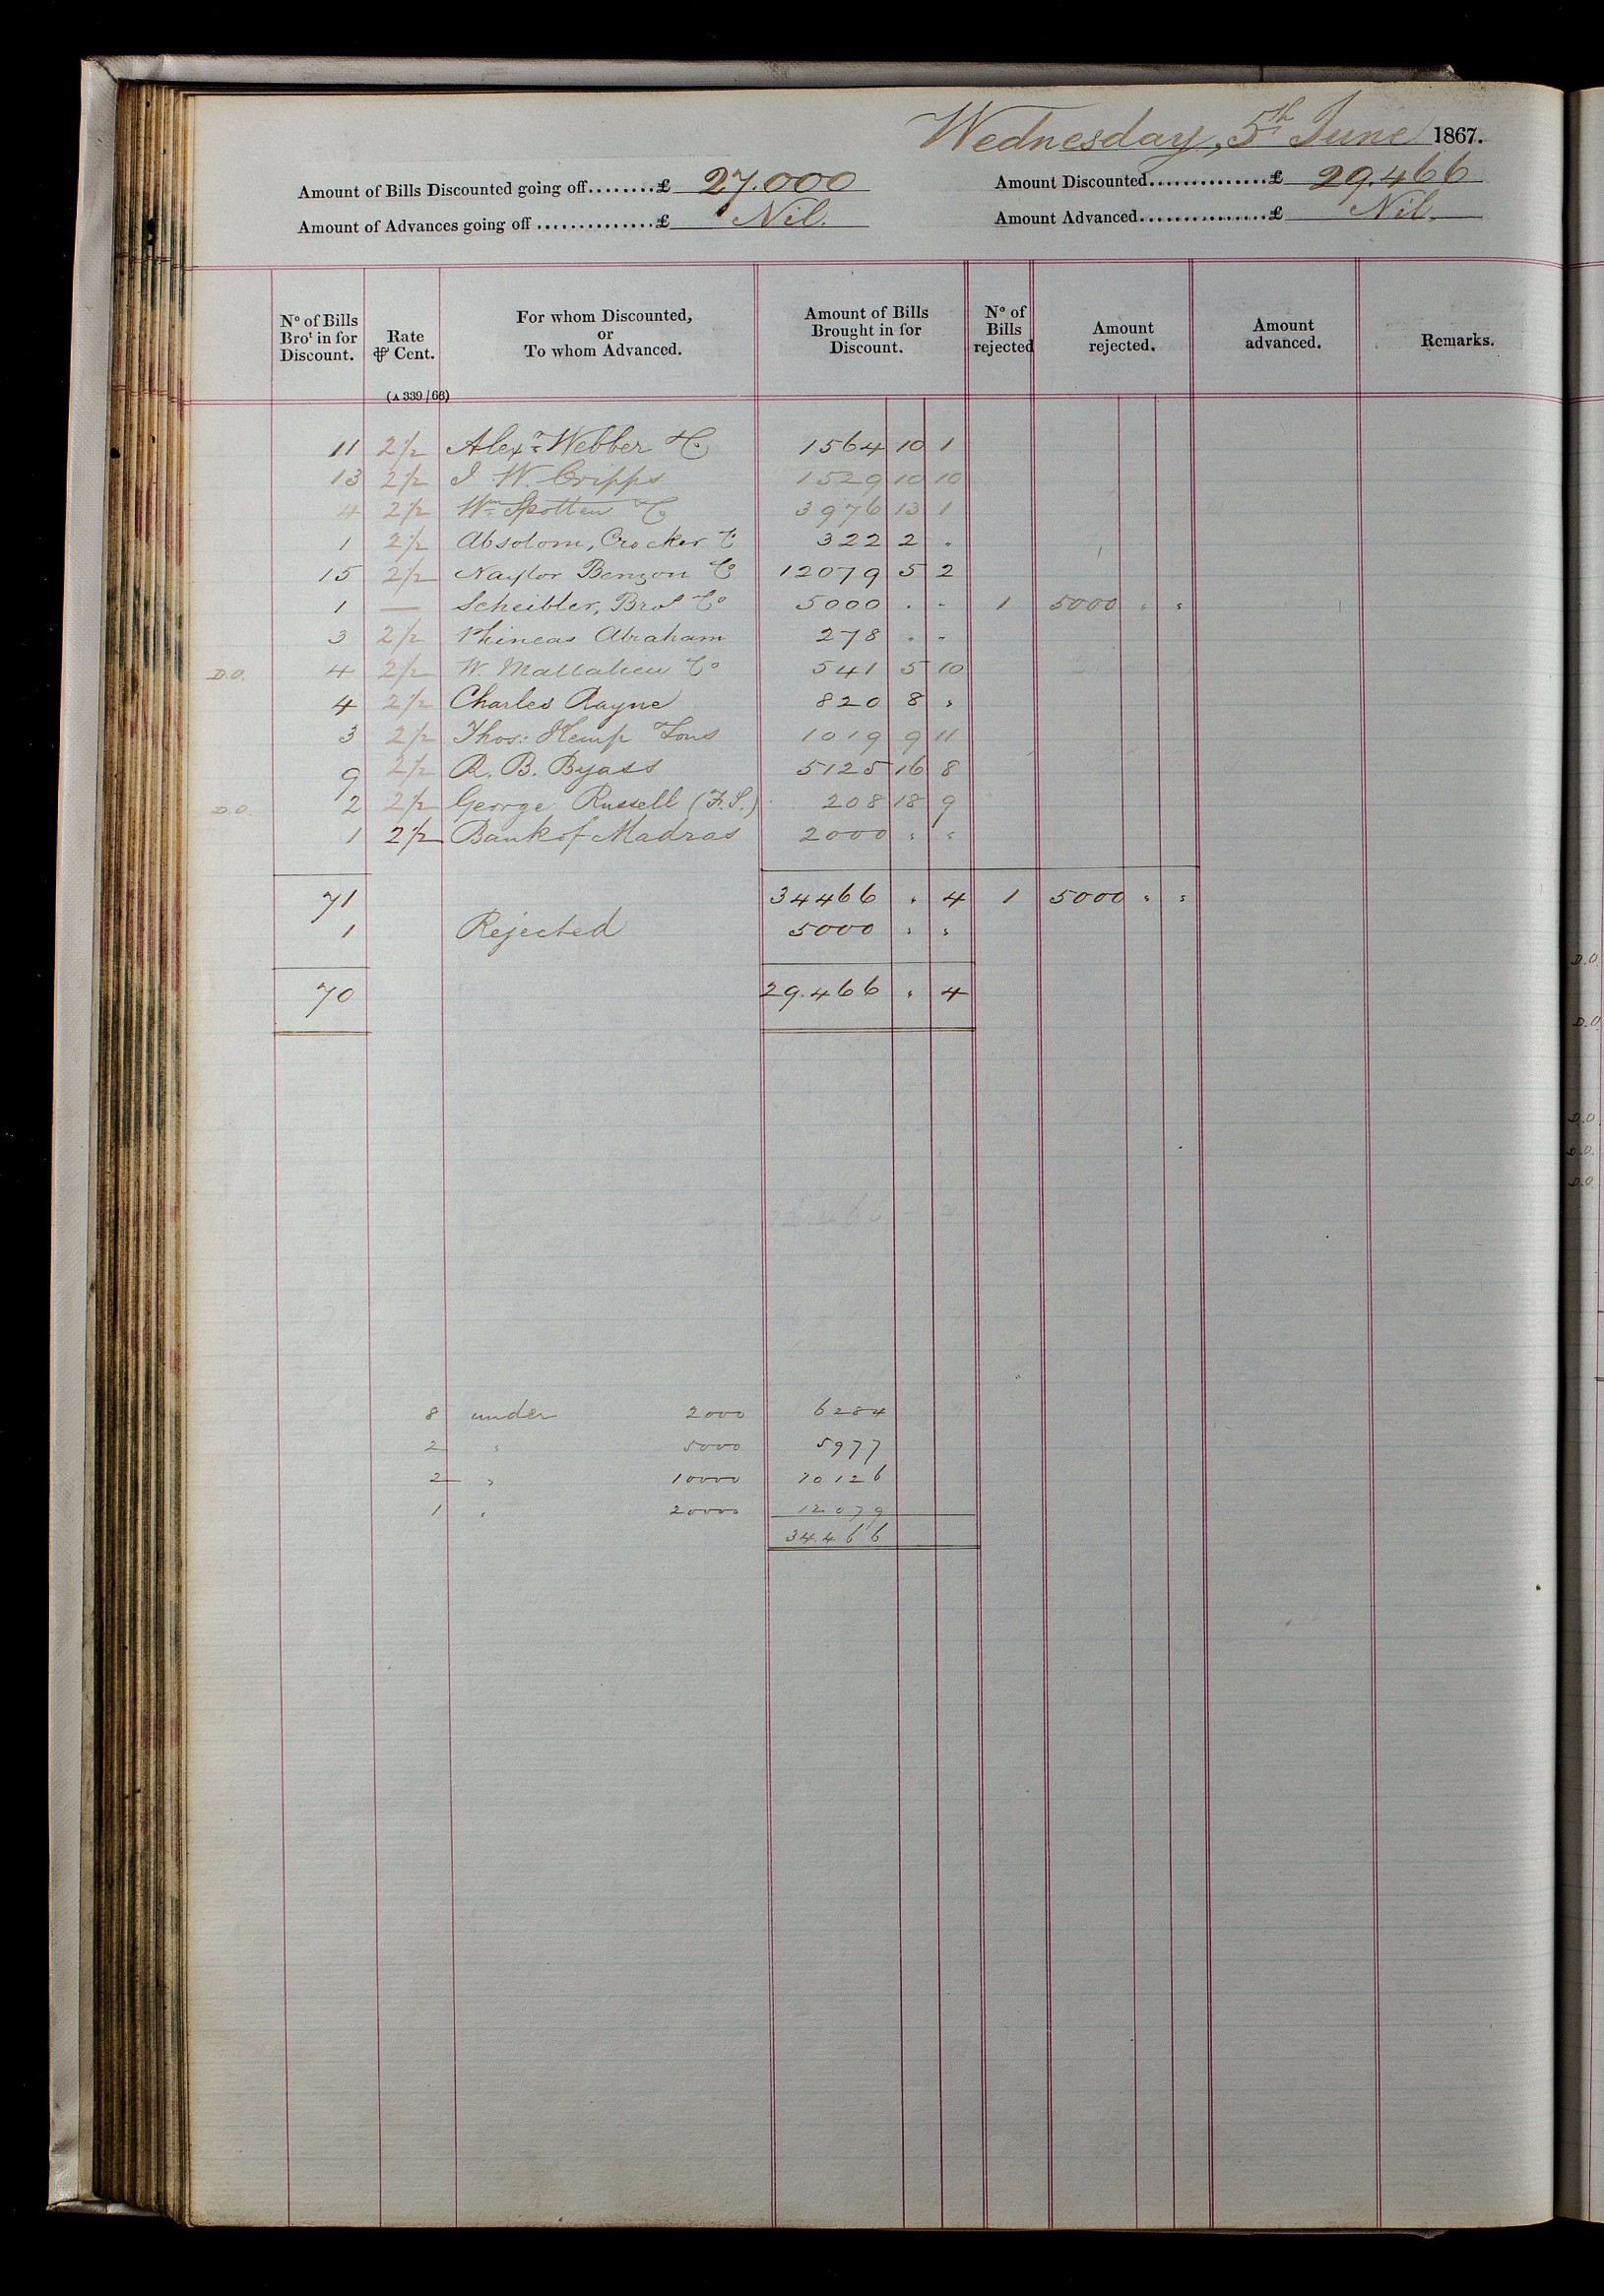 Wednesday, 5th June 1867.
Amount of Bills Discounted going off........£ 27.000 Amount Discounted...............£ 29.466
Amount of Advances going off ..............£ Nil. Amount Advanced................£ Nil.
No of Bills Brot in for Discount. Rate ⅌ Cent. For whom Discounted, or To whom Advanced. Amount of Bills Brought in for Discount. No of Bills rejected Amount rejected. Amount advanced. Remarks.
(A 339/66)
11 2½ Alexr Webber & Co 1564 10 1
13 2½ J. W. Cripps 1529 10 10
4 2½ Wm Spotten & Co 3976 13 1
1 2½ Absolom, Crocker Co 322 2 "
15 2½ Naylor Benzon Co 12079 5 2
1 — Scheibler, Bros Co 5000 . - 1 5000 " "
3 2½ Phineas Abraham 278 " -
D.O. 4 2½ W. Mallalieu Co 541 5 10
4 2½ Charles Rayne 820 8 "
3 2½ Thos: Kemp Sons 1019 9 11
9 2½ R. B. Byass 5125 16 8
D.O. 2 2½ George Russell (F.S.) 208 18 9
1 2½ Bank of Madras 2000 " "
71 34466 " 4 1 5000 " "
1 Rejected 5000 " "
70 29.466 " 4
8 under 2000 6284
2 " 5000 5977
2 " 10000 10126
1 " 20000 12079
34466
D.O.
D.O.
D.O.
D.O.
D.O.